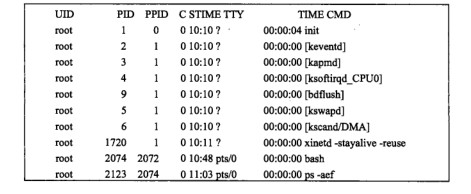 UID PID PPID C STIME TTY TIME CMD
root 1 0 0 10:10 ? 00:00:04 init
root 2 1 0 10:10 ? 00:00:00 [keventd]
root 3 1 0 10:10 ? 00:00:00 [kapmd]
root 4 1 0 10:10 ? 00:00:00 [ksoftirqd_CPU0]
root 9 1 0 10:10 ? 00:00:00 [bdflush]
root 5 1 0 10:10 ? 00:00:00 [kswapd]
root 6 1 0 10:10 ? 00:00:00 [kscand/DMA]
root 1720 1 0 10:11 ? 00:00:00 xinetd -stayalive -reuse
root 2074 2072 0 10:48 pts/0 00:00:00 bash
root 2123 2074 0 11:03 pts/0 00:00:00 ps -aef